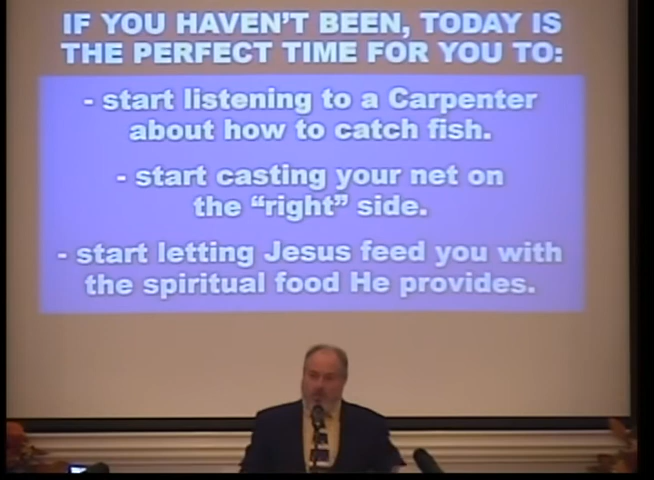 IF YOU HAVEN'T BEEN, TODAY IS
THE PERFECT TIME FOR YOU TO:
- start listening to a Carpenter
about how to catch fish.
- start casting your net on
the "right" side.
- start letting Jesus feed you with
the spiritual food He provides.